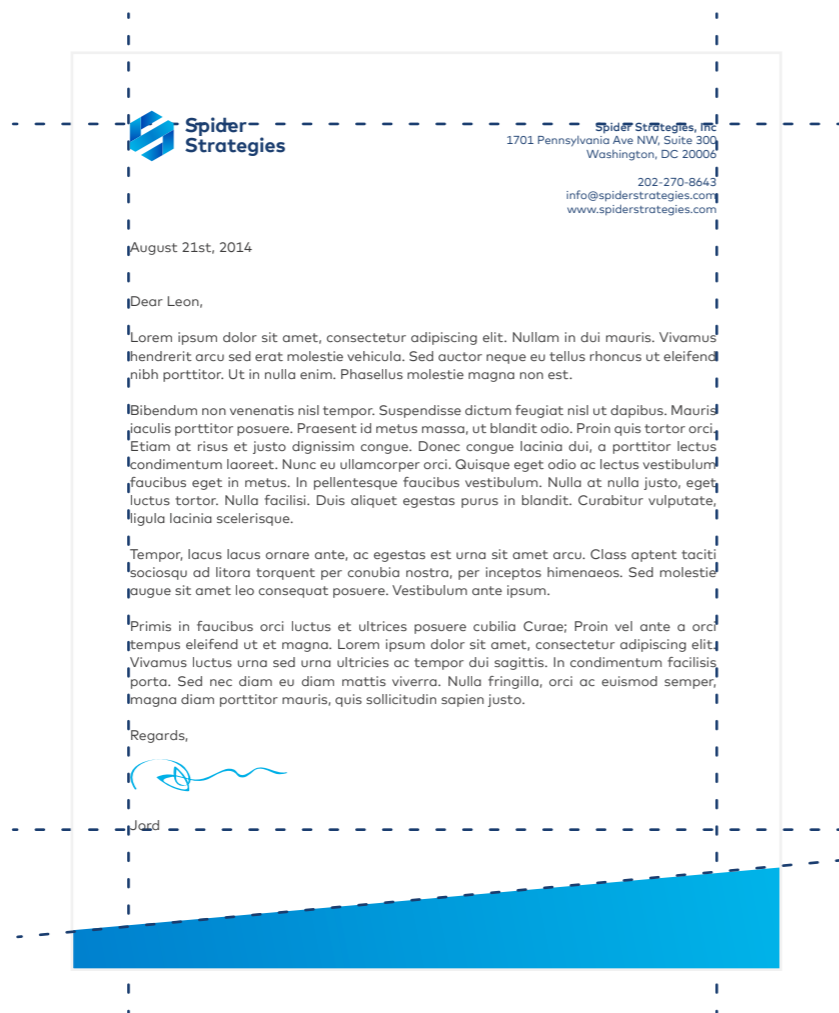 Spider
Strategies
Spider Strategies, Inc
1701 Pennsylvania Ave NW, Suite 300
Washington, DC 20006
202-270-8643
info@spiderstrategies.com
www.spiderstrategies.com
August 21st, 2014
Dear Leon,
Lorem ipsum dolor sit amet, consectetur adipiscing elit. Nullam in dui mauris. Vivamus
hendrerit arcu sed erat molestie vehicula. Sed auctor neque eu tellus rhoncus ut eleifend
nibh porttitor. Ut in nulla enim. Phasellus molestie magna non est.
Bibendum non venenatis nisl tempor. Suspendisse dictum feugiat nisl ut dapibus. Mauris
iaculis porttitor posuere. Praesent id metus massa, ut blandit odio. Proin quis tortor orci.
Etiam at risus et justo dignissim congue. Donec congue lacinia dui, a porttitor lectus
condimentum laoreet. Nunc eu ullamcorper orci. Quisque eget odio ac lectus vestibulum
faucibus eget in metus. In pellentesque faucibus vestibulum. Nulla at nulla justo, eget
luctus tortor. Nulla facilisi. Duis aliquet egestas purus in blandit. Curabitur vulputate,
ligula lacinia scelerisque.
Tempor, lacus lacus ornare ante, ac egestas est urna sit amet arcu. Class aptent taciti
sociosqu ad litora torquent per conubia nostra, per inceptos himenaeos. Sed molestie
augue sit amet leo consequat posuere. Vestibulum ante ipsum.
Primis in faucibus orci luctus et ultrices posuere cubilia Curae; Proin vel ante a orci
tempus eleifend ut et magna. Lorem ipsum dolor sit amet, consectetur adipiscing elit.
Vivamus luctus urna sed urna ultricies ac tempor dui sagittis. In condimentum facilisis
porta. Sed nec diam eu diam mattis viverra. Nulla fringilla, orci ac euismod semper,
magna diam porttitor mauris, quis sollicitudin sapien justo.
Regards,
Jord